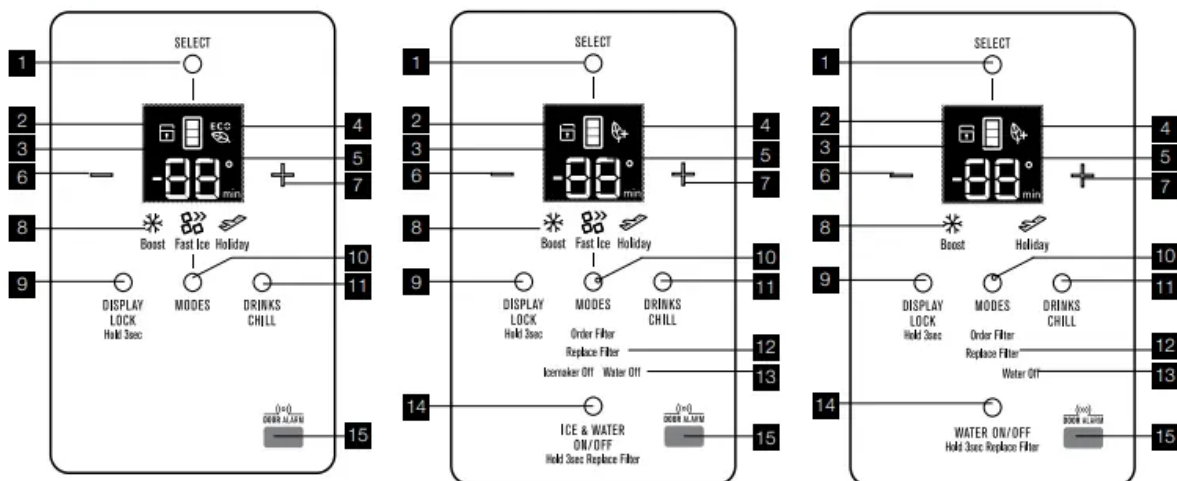 SELECT
1
2
3
4
5
6
7
8
9
10
11
ECO
-88°
min
Boost Fast Ice Holiday
DISPLAY
LOCK
Hold 3sec
MODES
DRINKS
CHILL
DOOR ALARM
15
SELECT
1
2
3
4
5
6
7
8
9
10
11
12
13
14
15
-88°
min
Boost Fast Ice Holiday
DISPLAY
LOCK
Hold 3sec
MODES
DRINKS
CHILL
Order Filter
Replace Filter
Icemaker Off Water Off
ICE & WATER
ON/OFF
Hold 3sec Replace Filter
DOOR ALARM
SELECT
1
2
3
4
5
6
7
8
9
10
11
12
13
14
15
-88°
min
Boost Holiday
DISPLAY
LOCK
Hold 3sec
MODES
DRINKS
CHILL
Order Filter
Replace Filter
Water Off
WATER ON/OFF
Hold 3sec Replace Filter
DOOR ALARM